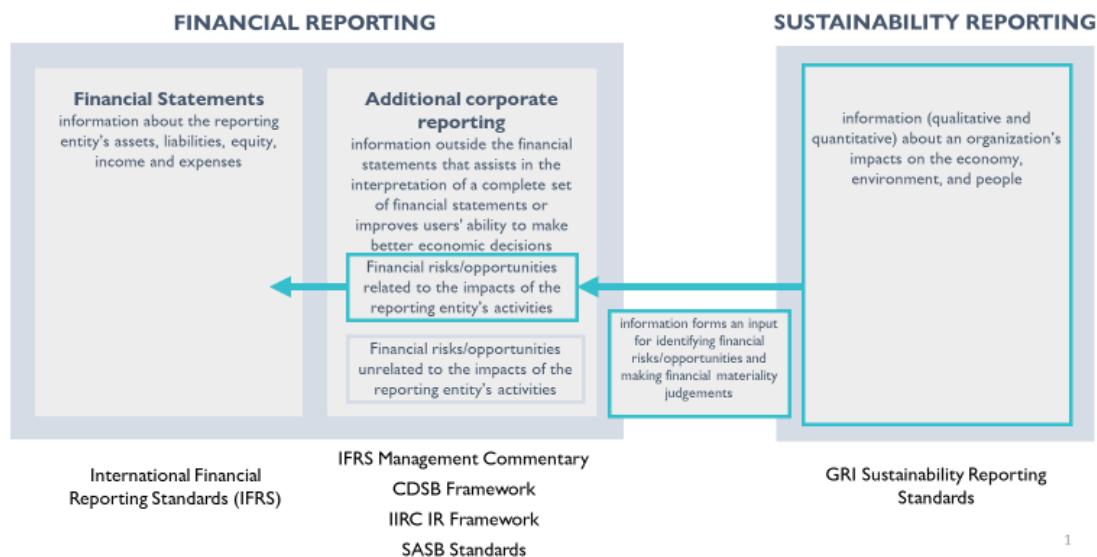 FINANCIAL REPORTING
SUSTAINABILITY REPORTING
Financial Statements
information about the reporting
entity's assets, liabilities, equity,
income and expenses
Additional corporate
reporting
information outside the financial
statements that assists in the
interpretation of a complete set
of financial statements or
improves users' ability to make
better economic decisions
Financial risks/opportunities
related to the impacts of the
reporting entity's activities
Financial risks/opportunities
unrelated to the impacts of the
reporting entity's activities
information forms an input
for identifying financial
risks/opportunities and
making financial materiality
judgements
information (qualitative and
quantitative) about an organization's
impacts on the economy,
environment, and people
International Financial
Reporting Standards (IFRS)
IFRS Management Commentary
CDSB Framework
IIRC IR Framework
SASB Standards
GRI Sustainability Reporting
Standards
1